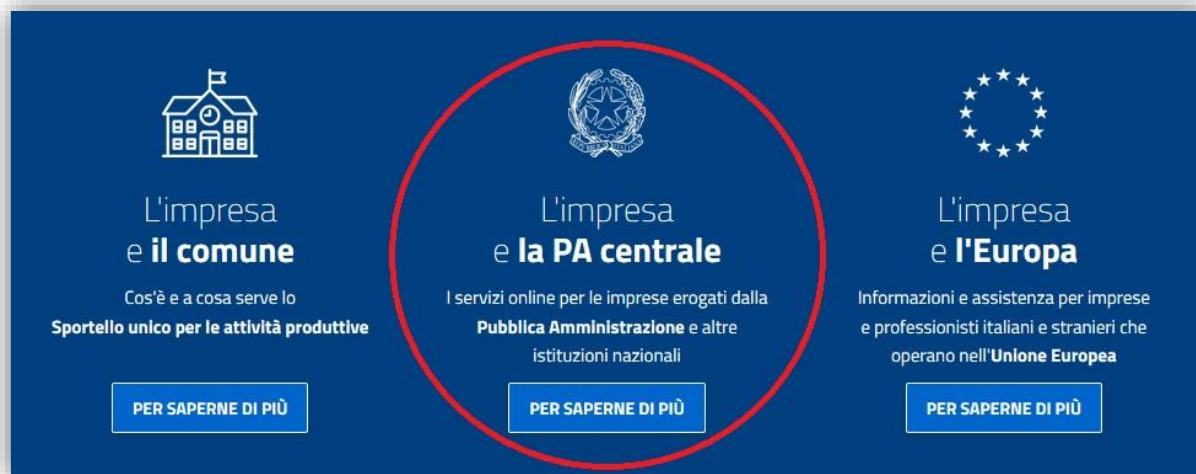 L'impresa
e il comune
Cos'è e a cosa serve lo
Sportello unico per le attività produttive
PER SAPERNE DI PIÙ
L'impresa
e la PA centrale
I servizi online per le imprese erogati dalla
Pubblica Amministrazione e altre
istituzioni nazionali
PER SAPERNE DI PIÙ
L'impresa
e l'Europa
Informazioni e assistenza per imprese
e professionisti italiani e stranieri che
operano nell'Unione Europea
PER SAPERNE DI PIÙ